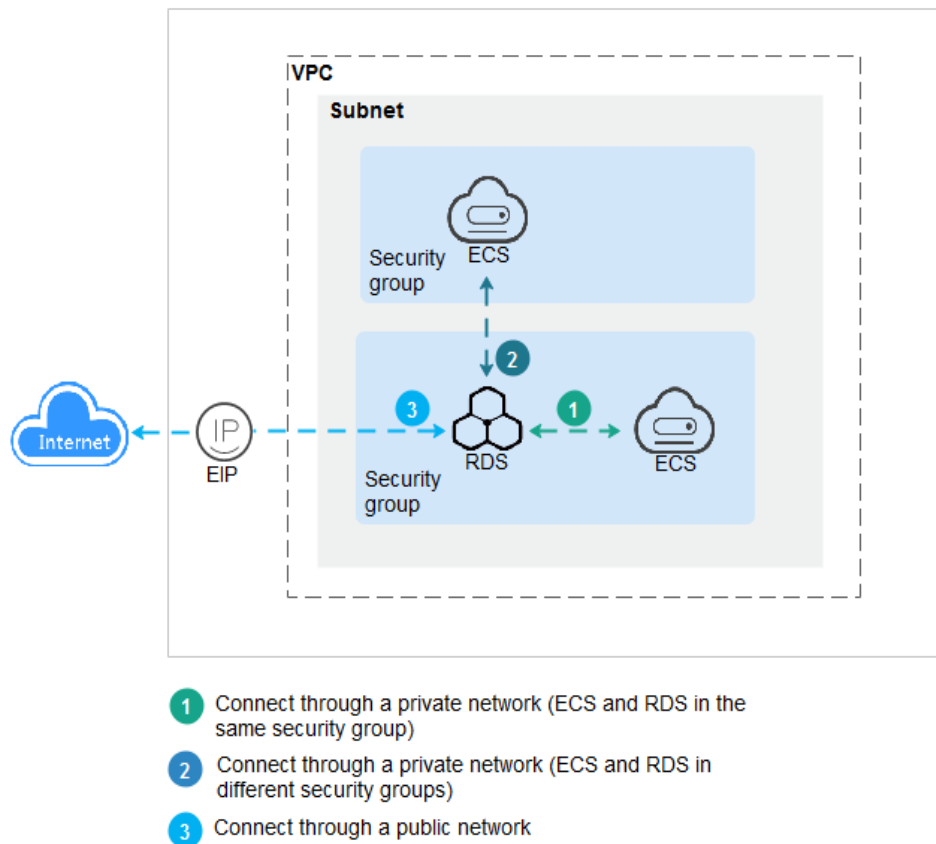 VPC
Subnet
ECS
Security
group
2
3
1
Internet
IP
EIP
RDS
ECS
Security
group
1 Connect through a private network (ECS and RDS in the
same security group)
2 Connect through a private network (ECS and RDS in
different security groups)
3 Connect through a public network